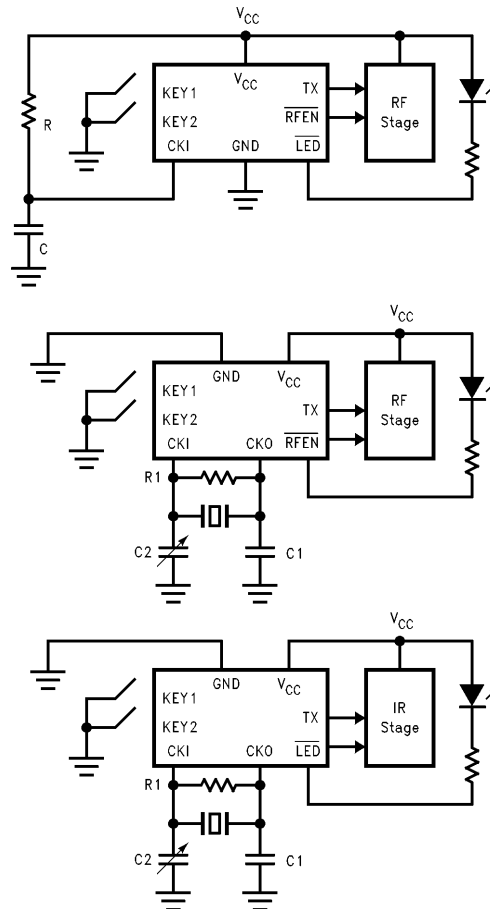 VCC
VCC
KEY1
TX
RF
Stage
KEY2
RFEN
R
CKI
GND
LED
C
VCC
GND
VCC
KEY1
RF
Stage
TX
KEY2
CKI
CKO
RFEN
R1
C2
C1
VCC
GND
VCC
KEY1
IR
Stage
TX
KEY2
CKI
CKO
LED
R1
C2
C1